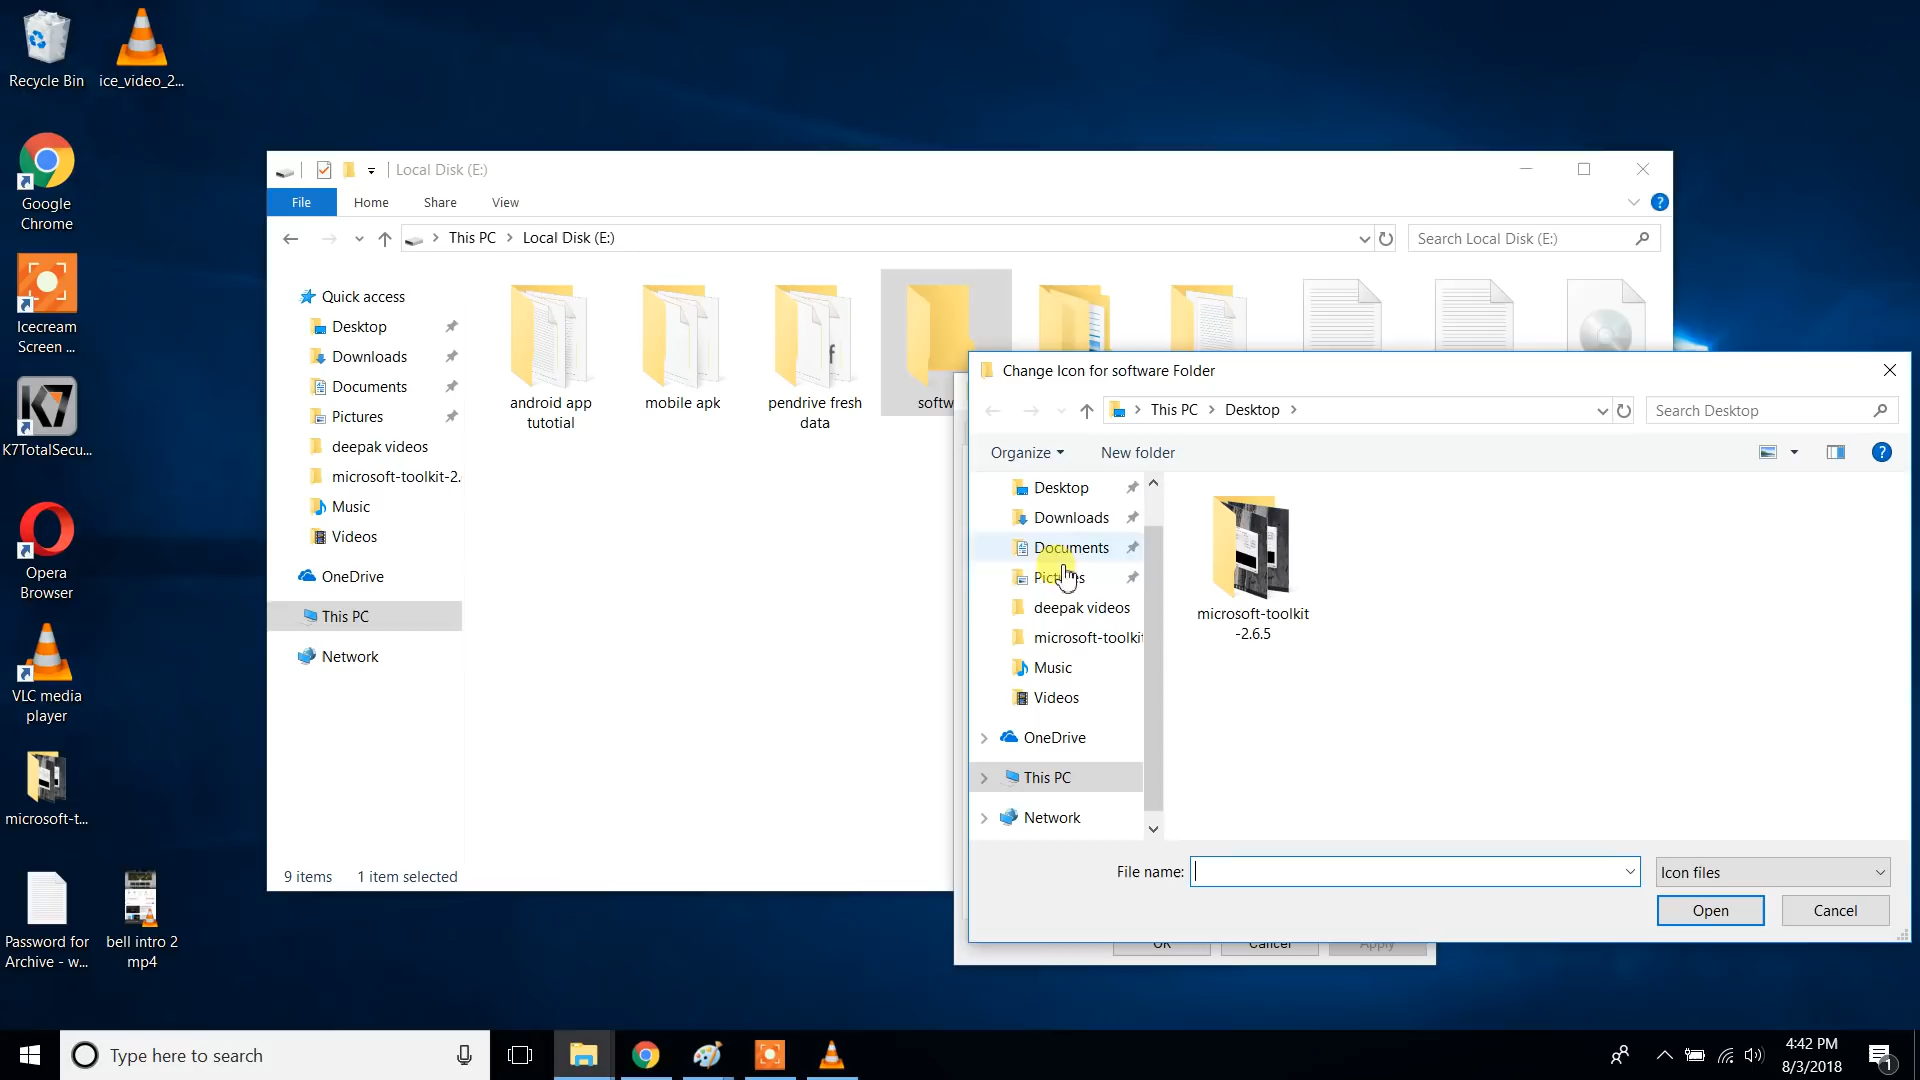 Recycle Bin
ice_video_2...
Google
Chrome
Icecream
Screen ...
K7TotalSecu...
Opera
Browser
VLC media
player
microsoft-t...
Password for
Archive - w...
bell intro 2
mp4
Local Disk (E:)
File
Home
Share
View
This PC
Local Disk (E:)
Search Local Disk (E:)
Quick access
Desktop
Downloads
Documents
Pictures
deepak videos
microsoft-toolkit-2.
Music
Videos
OneDrive
This PC
Network
android app
tutotial
mobile apk
pendrive fresh
data
softw
9 items
1 item selected
Change Icon for software Folder
This PC
Desktop
Search Desktop
Organize
New folder
Desktop
Downloads
Documents
Pictures
deepak videos
microsoft-toolkit
Music
Videos
OneDrive
This PC
Network
microsoft-toolkit
-2.6.5
File name:
Icon files
Open
Cancel
OK
Cancel
Apply
Type here to search
4:42 PM
8/3/2018
1